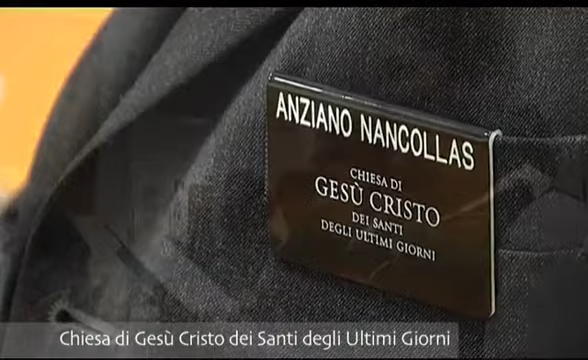 ANZIANO NANCOLLAS
CHIESA DI
GESÙ CRISTO
DEI SANTI
DEGLI ULTIMI GIORNI
Chiesa di Gesù Cristo dei Santi degli Ultimi Giorni